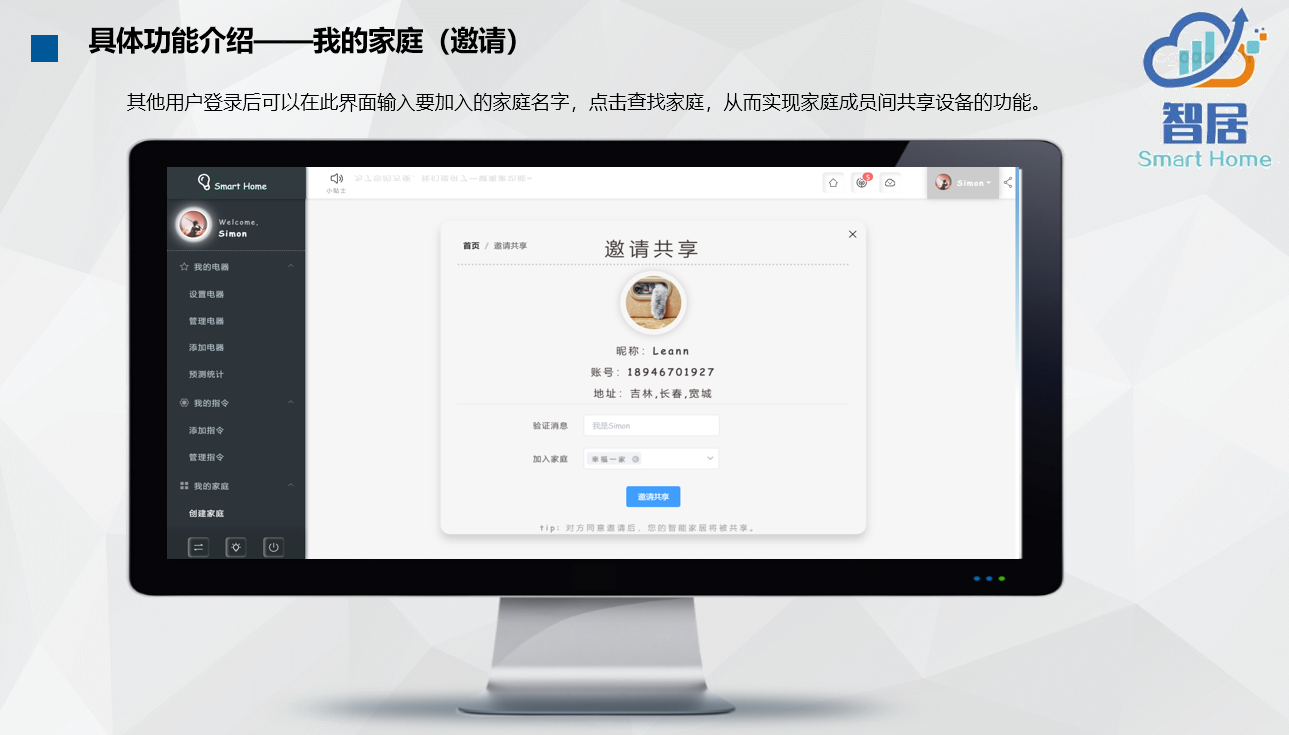 具体功能介绍——我的家庭（邀请）
其他用户登录后可以在此界面输入要加入的家庭名字，点击查找家庭，从而实现家庭成员间共享设备的功能。
智居
Smart Home
Smart Home
小贴士
5
Simon
Welcome,
Simon
我的电器
设置电器
管理电器
添加电器
预测统计
我的指令
添加指令
管理指令
我的家庭
创建家庭
首页 / 邀请共享
邀请共享
昵称：Leann
账号：18946701927
地址：吉林,长春,宽城
验证消息 我是Simon
加入家庭 幸福一家
邀请共享
tip：对方同意邀请后，您的智能家居将被共享。